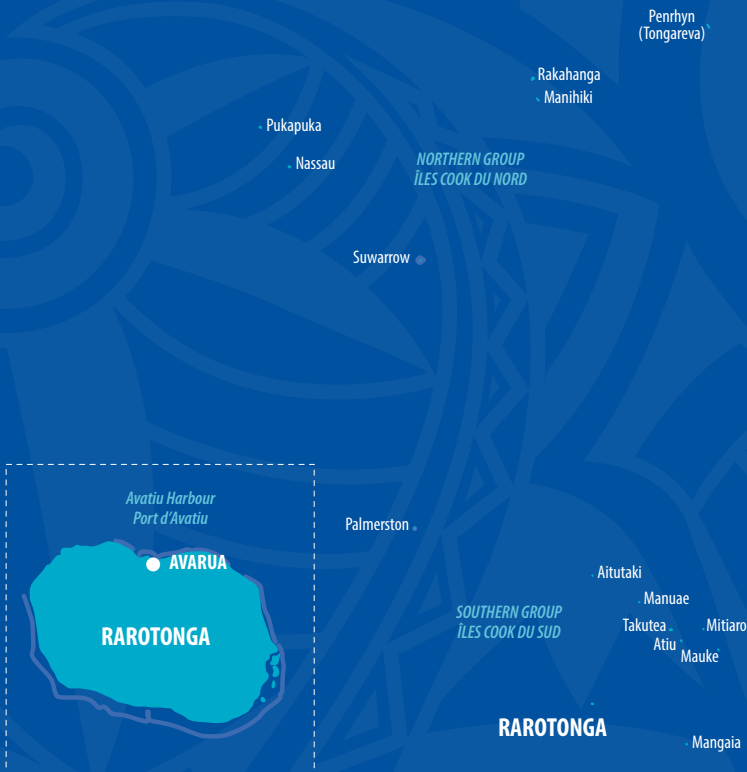 Penrhyn
(Tongareva)
Rakahanga
Manihiki
Pukapuka
Nassau
NORTHERN GROUP
ÎLES COOK DU NORD
Suwarrow
Avatiu Harbour
Port d'Avatiu
AVARUA
RAROTONGA
Palmerston
Aitutaki
Manuae
SOUTHERN GROUP
ÎLES COOK DU SUD
Takutea
Mitiaro
Atiu
Mauke
RAROTONGA
Mangaia